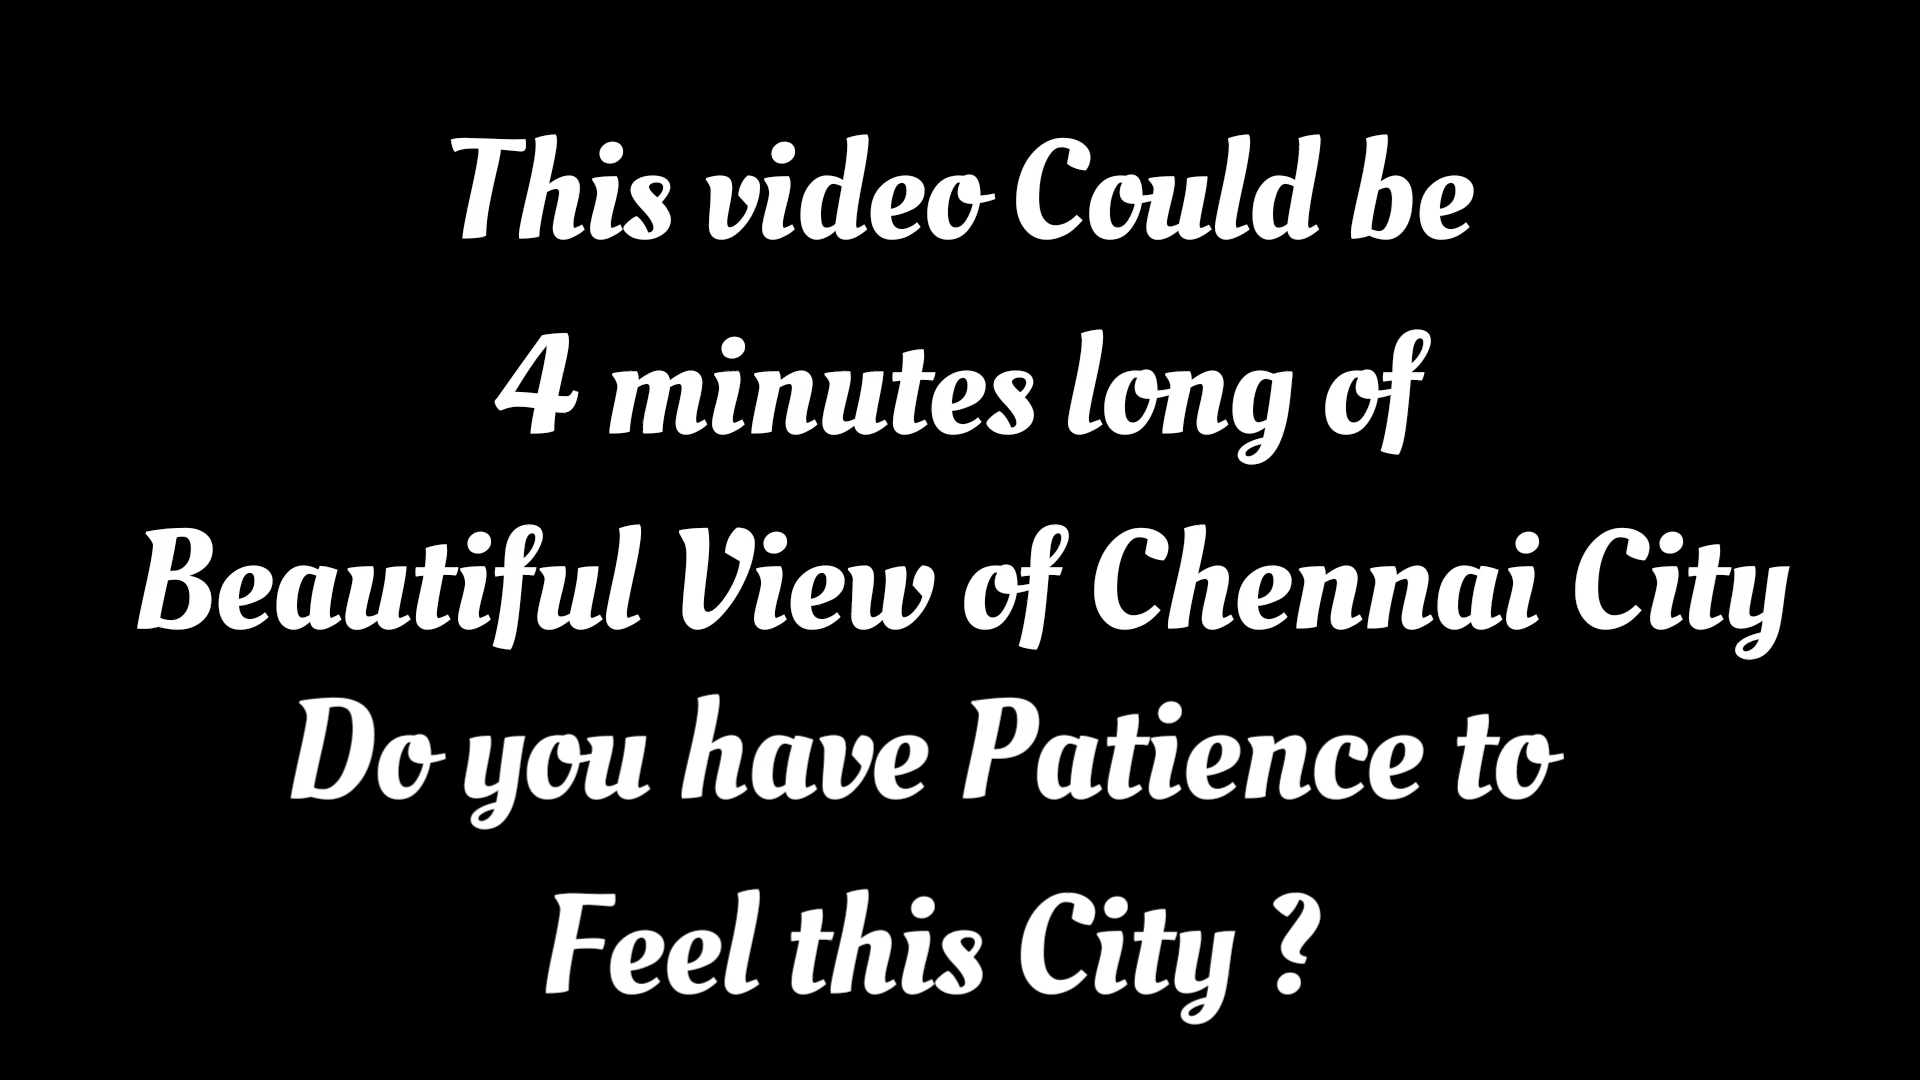 This video Could be
4 minutes long of
Beautiful View of Chennai City
Do you have Patience to
Feel this City ?